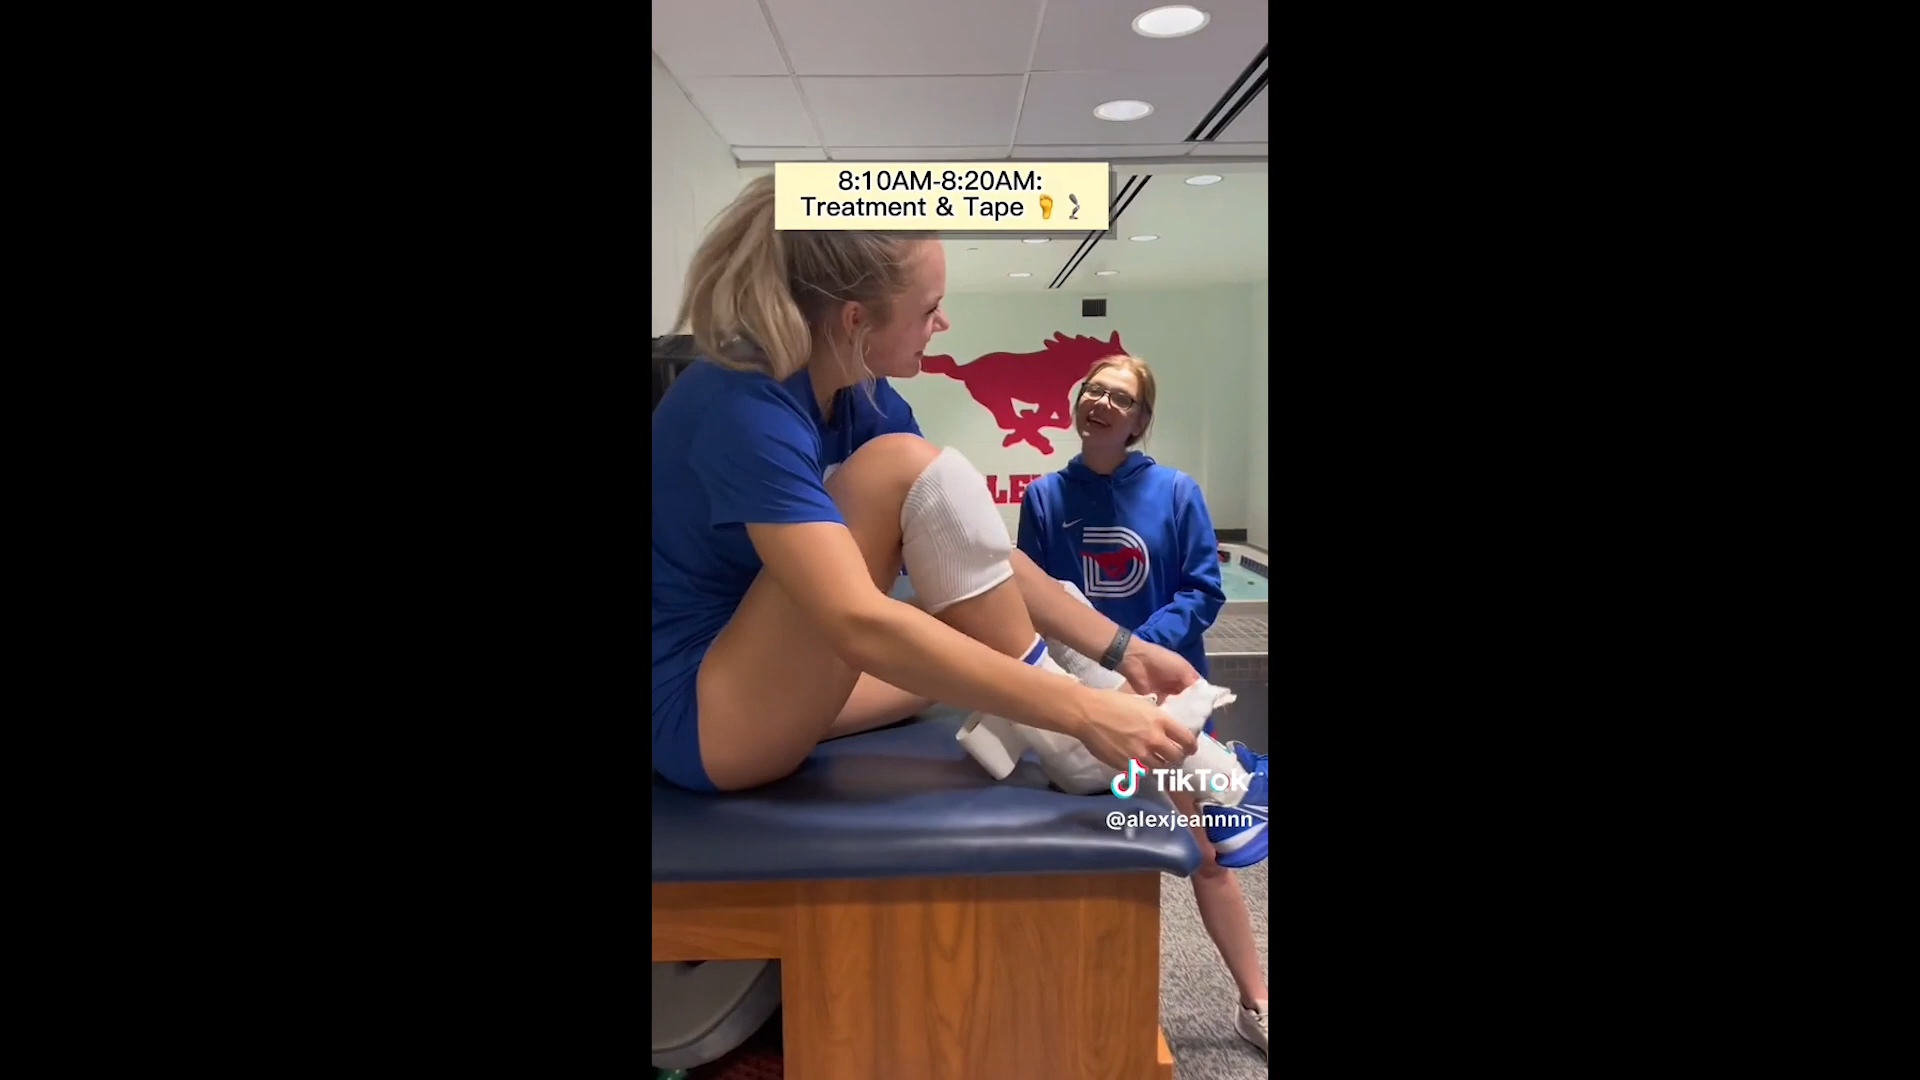 8:10AM-8:20AM:
Treatment & Tape 🦶🦿
D
TikTok
@alexjeannnn